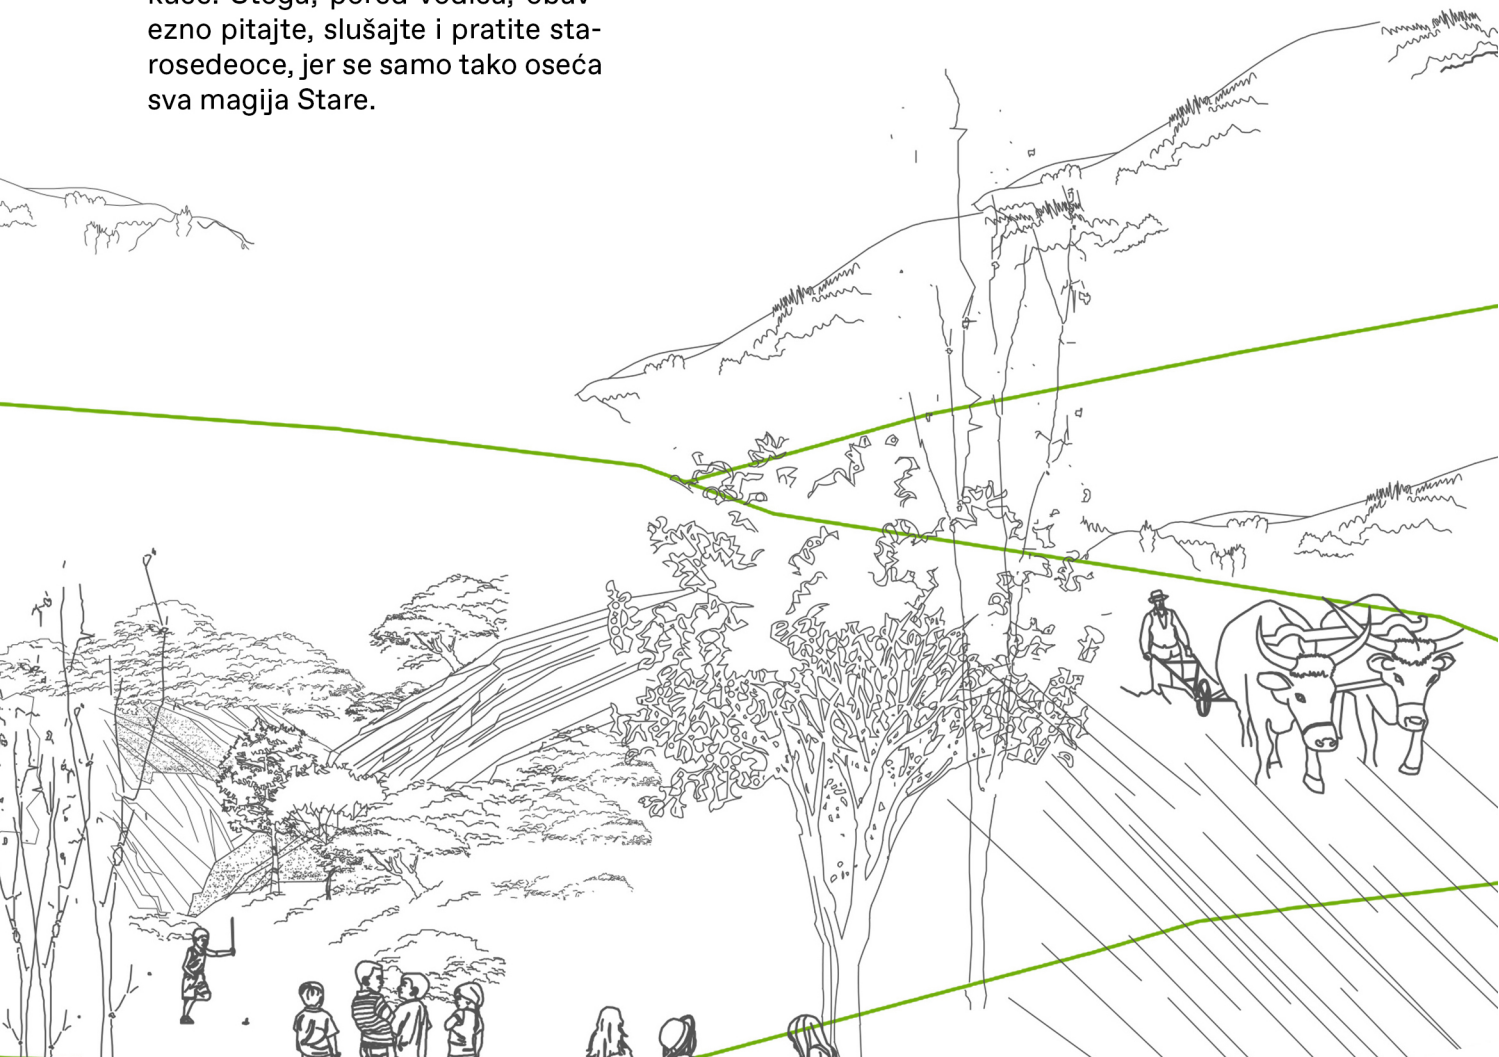 ezno pitajte, slušajte i pratite sta-
rosedeoce, jer se samo tako oseća
sva magija Stare.